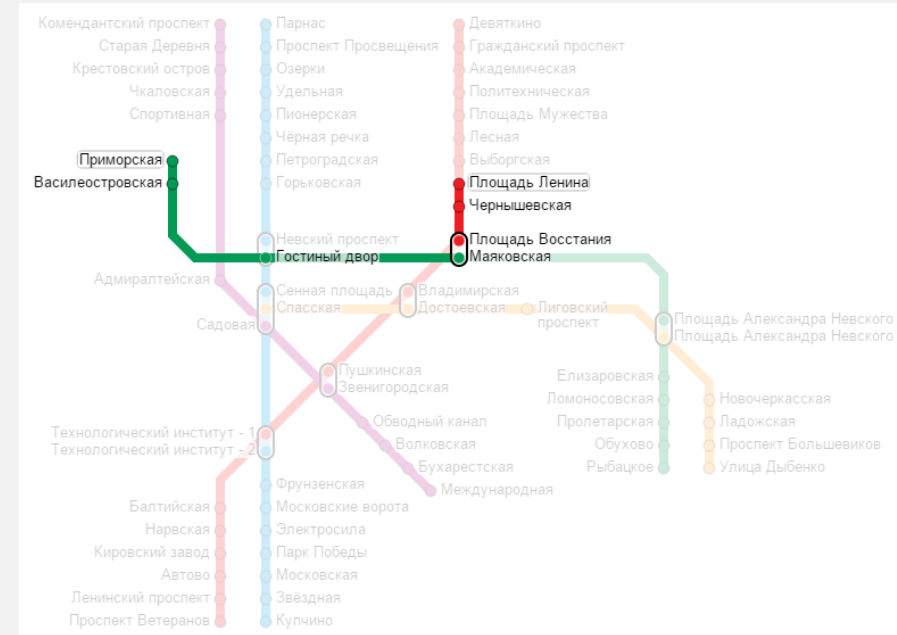 Комендантский проспект
Парнас
Девяткино
Старая Деревня
Проспект Просвещения
Гражданский проспект
Крестовский остров
Озерки
Академическая
Чкаловская
Удельная
Политехническая
Спортивная
Пионерская
Площадь Мужества
Чёрная речка
Лесная
Приморская
Петроградская
Выборгская
Василеостровская
Горьковская
Площадь Ленина
Чернышевская
Невский проспект
Площадь Восстания
Гостиный двор
Маяковская
Адмиралтейская
Сенная площадь
Владимирская
Спасская
Достоевская
Лиговский
проспект
Садовая
Площадь Александра Невского
Площадь Александра Невского
Пушкинская
Звенигородская
Елизаровская
Ломоносовская
Новочеркасская
Обводный канал
Пролетарская
Ладожская
Технологический институт - 1
Технологический институт - 2
Волковская
Обухово
Проспект Большевиков
Бухарестская
Рыбацкое
Улица Дыбенко
Фрунзенская
Международная
Балтийская
Московские ворота
Нарвская
Электросила
Кировский завод
Парк Победы
Автово
Московская
Ленинский проспект
Звёздная
Проспект Ветеранов
Купчино